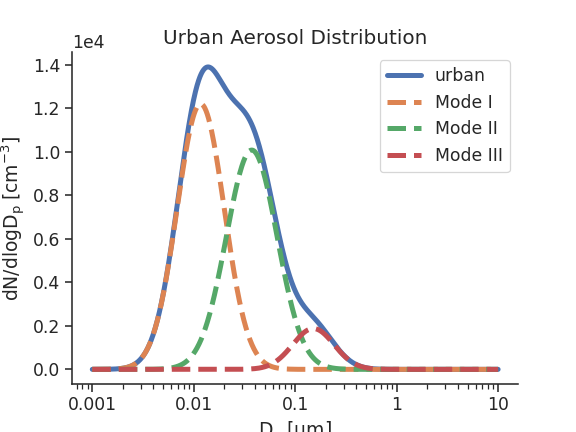 Urban Aerosol Distribution
1e4
1.4
1.2
1.0
0.8
0.6
0.4
0.2
0.0
dN/dlogDp [cm⁻³]
urban
Mode I
Mode II
Mode III
0.001 0.01 0.1 1 10